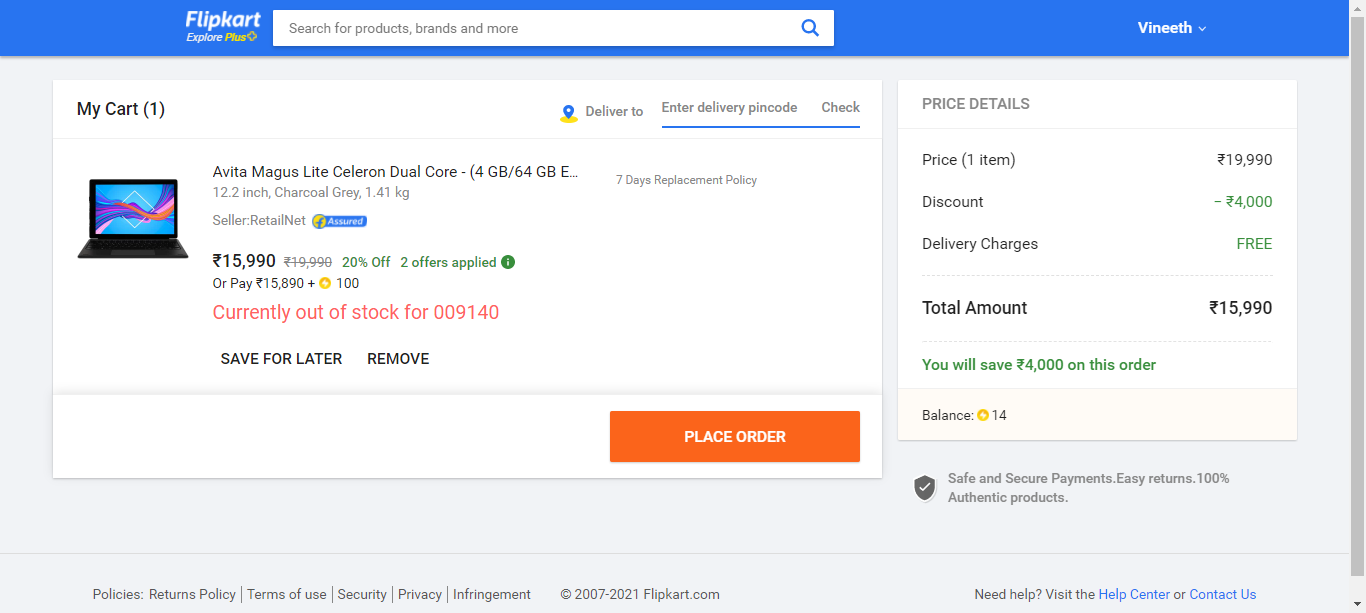 Flipkart
Explore Plus
Search for products, brands and more
Vineeth
My Cart (1)
Deliver to
Enter delivery pincode
Check
Avita Magus Lite Celeron Dual Core - (4 GB/64 GB E...
12.2 inch, Charcoal Grey, 1.41 kg
Seller:RetailNet
Assured
7 Days Replacement Policy
₹15,990 ₹19,990 20% Off 2 offers applied
Or Pay ₹15,890 + 100
Currently out of stock for 009140
SAVE FOR LATER REMOVE
PLACE ORDER
PRICE DETAILS
Price (1 item) ₹19,990
Discount − ₹4,000
Delivery Charges FREE
Total Amount ₹15,990
You will save ₹4,000 on this order
Balance: 14
Safe and Secure Payments.Easy returns.100%
Authentic products.
Policies: Returns Policy Terms of use Security Privacy Infringement © 2007-2021 Flipkart.com
Need help? Visit the Help Center or Contact Us